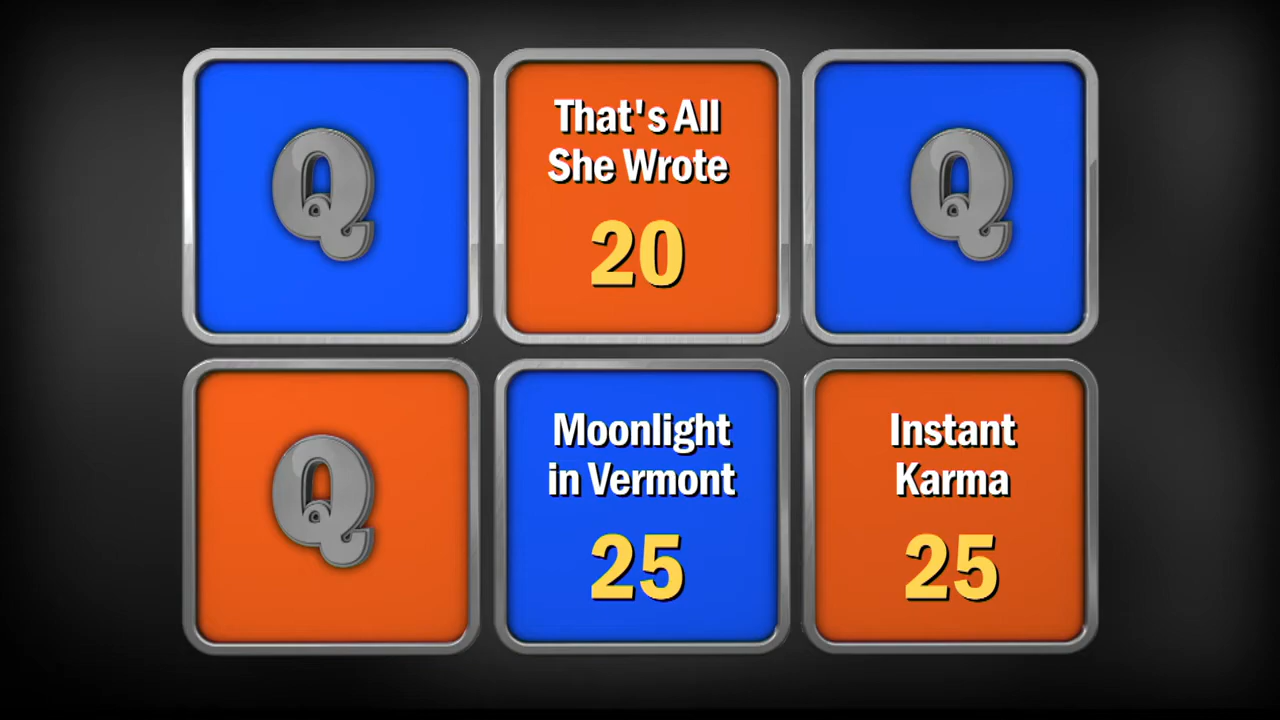 Q
That's All
She Wrote
20
Q
Q
Moonlight
in Vermont
25
Instant
Karma
25